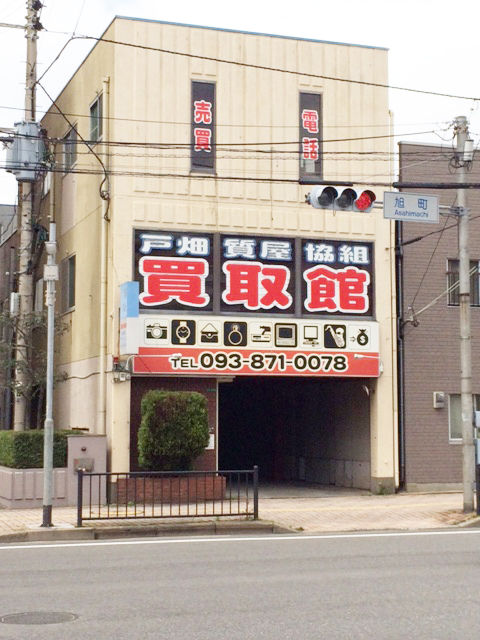 売買
電話
旭町
Asahimachi
戸畑 質屋 協組
買取館
TEL 093-871-0078